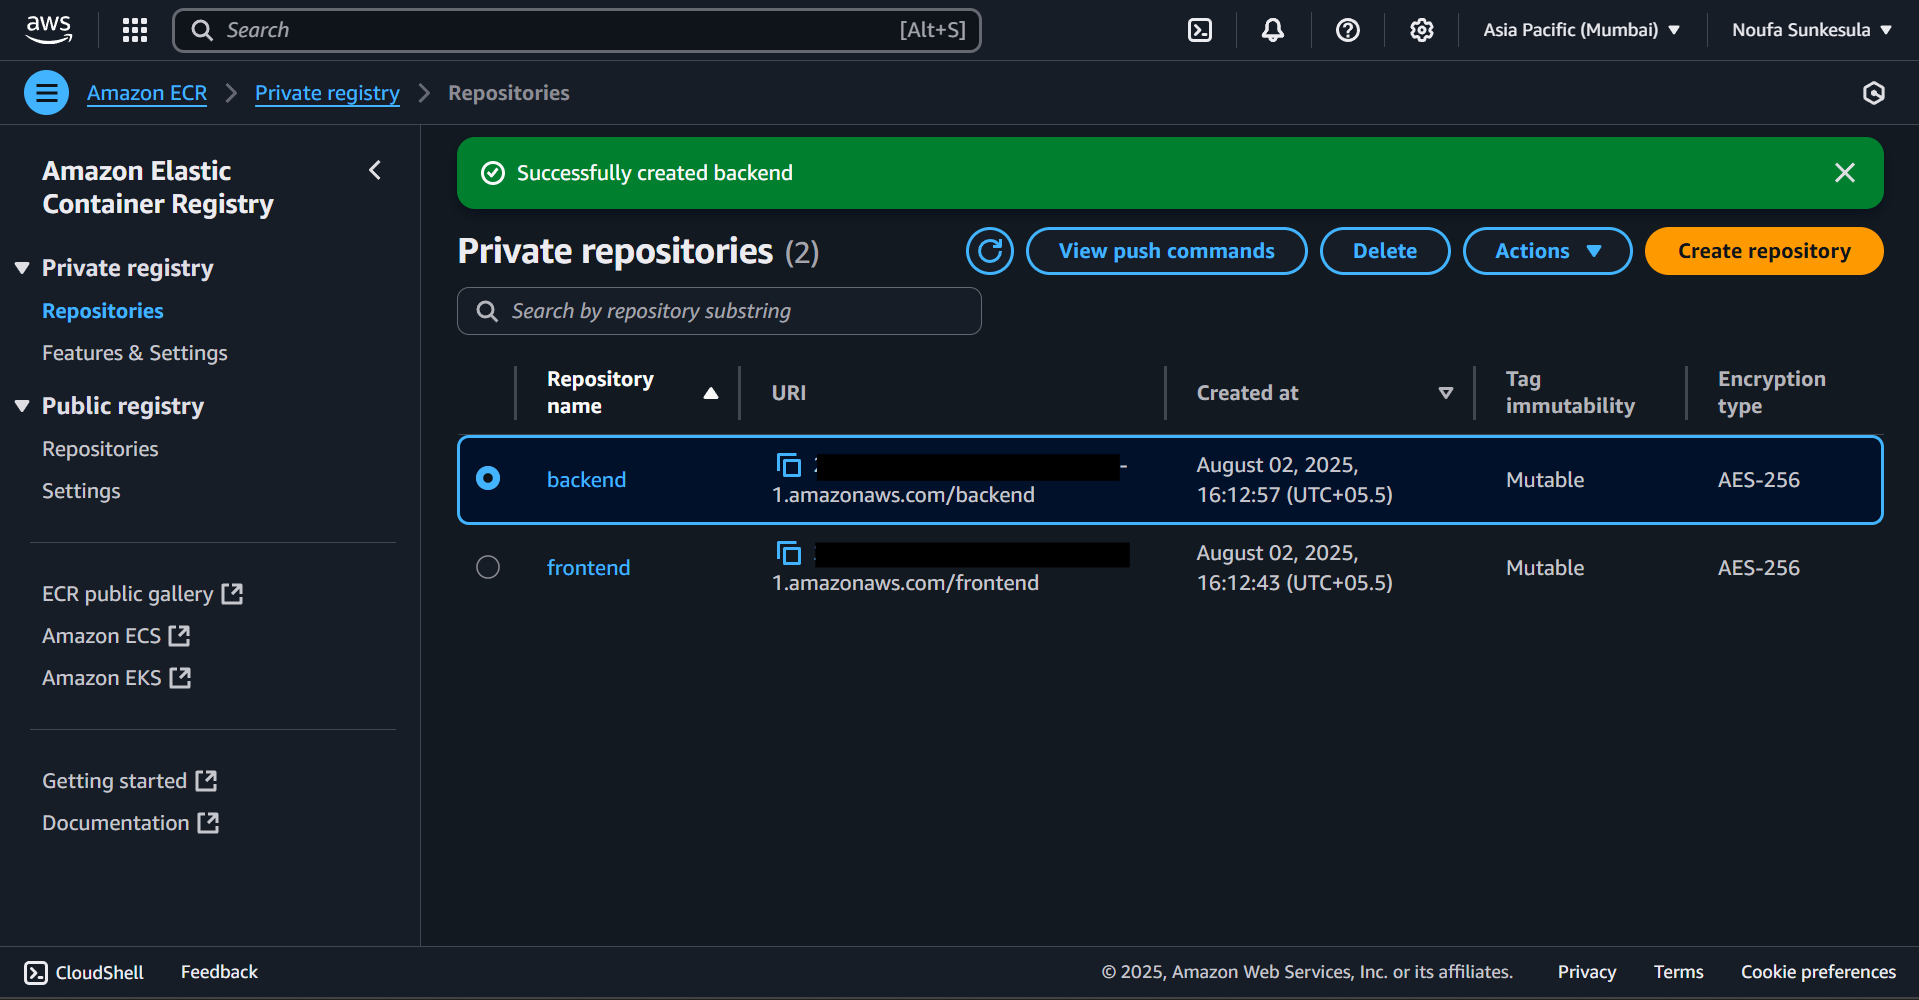 aws
Search [Alt+S]
Asia Pacific (Mumbai)
Noufa Sunkesula
Amazon ECR
Private registry
Repositories
Amazon Elastic
Container Registry
Private registry
Repositories
Features & Settings
Public registry
Repositories
Settings
ECR public gallery
Amazon ECS
Amazon EKS
Getting started
Documentation
Successfully created backend
Private repositories (2)
View push commands
Delete
Actions
Create repository
Search by repository substring
Repository
name
URI
Created at
Tag
immutability
Encryption
type
backend
-
1.amazonaws.com/backend
August 02, 2025,
16:12:57 (UTC+05.5)
Mutable
AES-256
frontend
1.amazonaws.com/frontend
August 02, 2025,
16:12:43 (UTC+05.5)
Mutable
AES-256
CloudShell
Feedback
© 2025, Amazon Web Services, Inc. or its affiliates.
Privacy
Terms
Cookie preferences